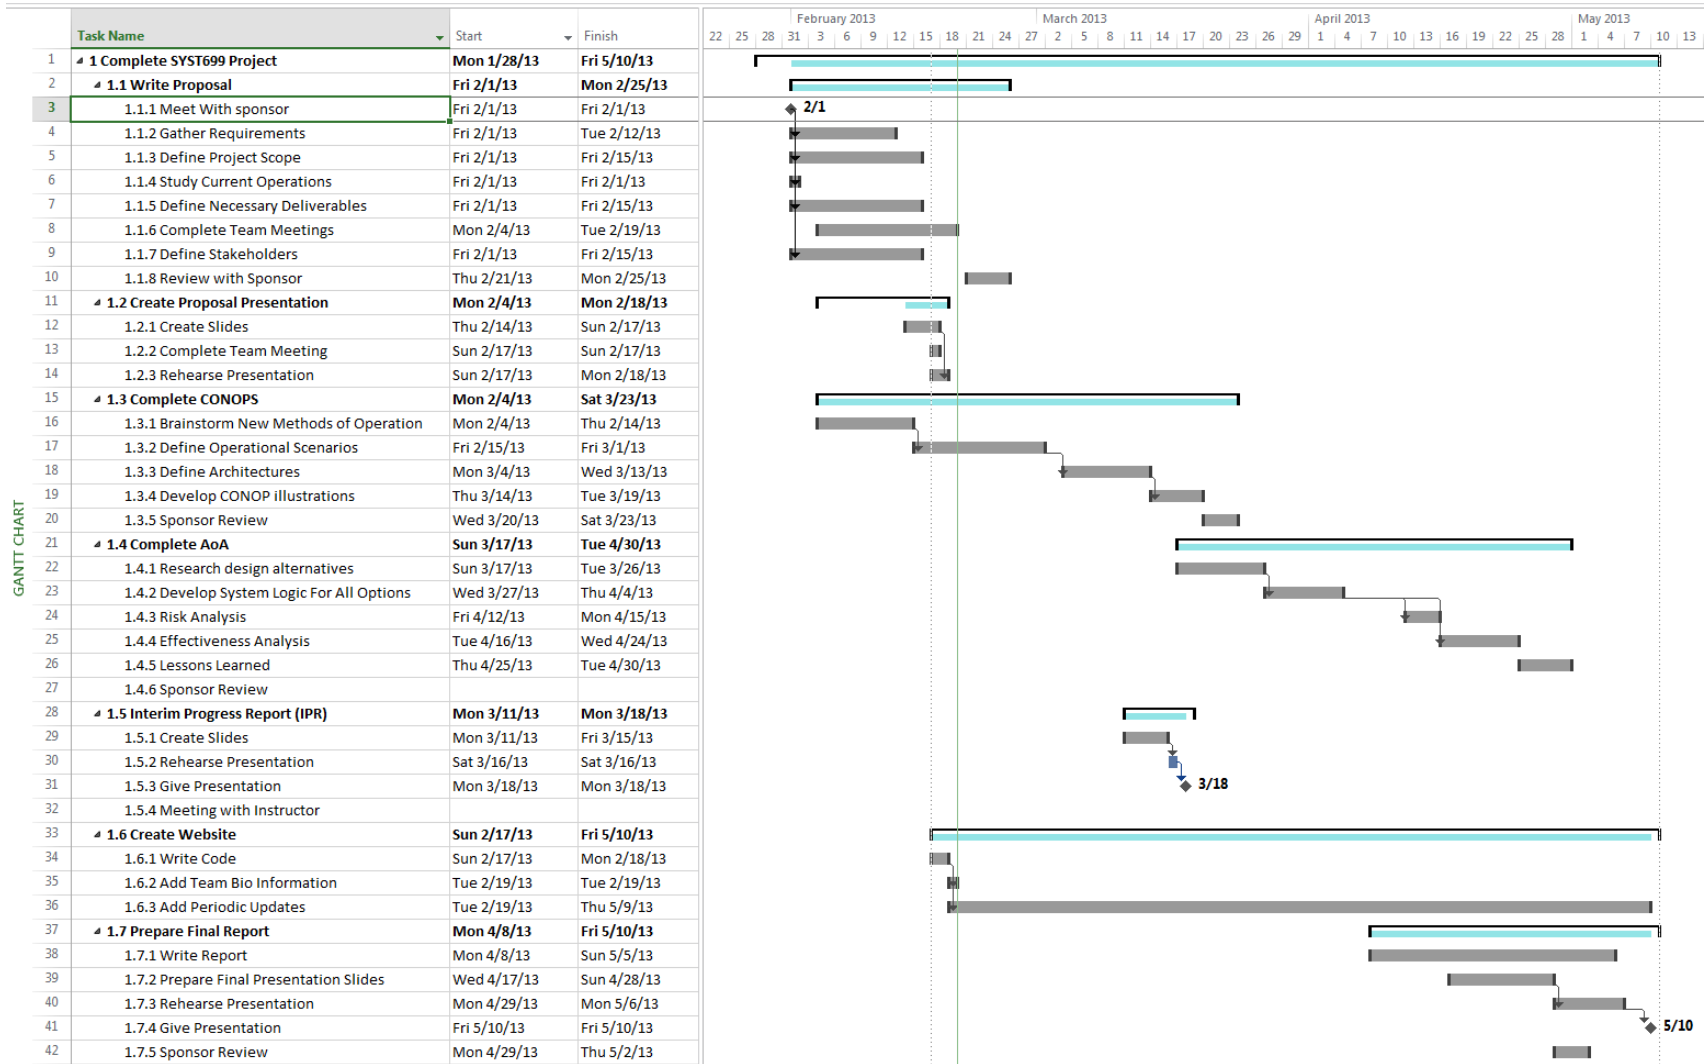 February 2013 March 2013 April 2013 May 2013
Task Name Start Finish 22 25 28 31 3 6 9 12 15 18 21 24 27 2 5 8 11 14 17 20 23 26 29 1 4 7 10 13 16 19 22 25 28 1 4 7 10 13
1 1 Complete SYST699 Project Mon 1/28/13 Fri 5/10/13
2 1.1 Write Proposal Fri 2/1/13 Mon 2/25/13
3 1.1.1 Meet With sponsor Fri 2/1/13 Fri 2/1/13 2/1
4 1.1.2 Gather Requirements Fri 2/1/13 Tue 2/12/13
5 1.1.3 Define Project Scope Fri 2/1/13 Fri 2/15/13
6 1.1.4 Study Current Operations Fri 2/1/13 Fri 2/1/13
7 1.1.5 Define Necessary Deliverables Fri 2/1/13 Fri 2/15/13
8 1.1.6 Complete Team Meetings Mon 2/4/13 Tue 2/19/13
9 1.1.7 Define Stakeholders Fri 2/1/13 Fri 2/15/13
10 1.1.8 Review with Sponsor Thu 2/21/13 Mon 2/25/13
11 1.2 Create Proposal Presentation Mon 2/4/13 Mon 2/18/13
12 1.2.1 Create Slides Thu 2/14/13 Sun 2/17/13
13 1.2.2 Complete Team Meeting Sun 2/17/13 Sun 2/17/13
14 1.2.3 Rehearse Presentation Sun 2/17/13 Mon 2/18/13
15 1.3 Complete CONOPS Mon 2/4/13 Sat 3/23/13
16 1.3.1 Brainstorm New Methods of Operation Mon 2/4/13 Thu 2/14/13
17 1.3.2 Define Operational Scenarios Fri 2/15/13 Fri 3/1/13
18 1.3.3 Define Architectures Mon 3/4/13 Wed 3/13/13
19 1.3.4 Develop CONOP illustrations Thu 3/14/13 Tue 3/19/13
20 1.3.5 Sponsor Review Wed 3/20/13 Sat 3/23/13
21 1.4 Complete AoA Sun 3/17/13 Tue 4/30/13
22 1.4.1 Research design alternatives Sun 3/17/13 Tue 3/26/13
23 1.4.2 Develop System Logic For All Options Wed 3/27/13 Thu 4/4/13
24 1.4.3 Risk Analysis Fri 4/12/13 Mon 4/15/13
25 1.4.4 Effectiveness Analysis Tue 4/16/13 Wed 4/24/13
26 1.4.5 Lessons Learned Thu 4/25/13 Tue 4/30/13
27 1.4.6 Sponsor Review
28 1.5 Interim Progress Report (IPR) Mon 3/11/13 Mon 3/18/13
29 1.5.1 Create Slides Mon 3/11/13 Fri 3/15/13
30 1.5.2 Rehearse Presentation Sat 3/16/13 Sat 3/16/13
31 1.5.3 Give Presentation Mon 3/18/13 Mon 3/18/13 3/18
32 1.5.4 Meeting with Instructor
33 1.6 Create Website Sun 2/17/13 Fri 5/10/13
34 1.6.1 Write Code Sun 2/17/13 Mon 2/18/13
35 1.6.2 Add Team Bio Information Tue 2/19/13 Tue 2/19/13
36 1.6.3 Add Periodic Updates Tue 2/19/13 Thu 5/9/13
37 1.7 Prepare Final Report Mon 4/8/13 Fri 5/10/13
38 1.7.1 Write Report Mon 4/8/13 Sun 5/5/13
39 1.7.2 Prepare Final Presentation Slides Wed 4/17/13 Sun 4/28/13
40 1.7.3 Rehearse Presentation Mon 4/29/13 Mon 5/6/13
41 1.7.4 Give Presentation Fri 5/10/13 Fri 5/10/13 5/10
42 1.7.5 Sponsor Review Mon 4/29/13 Thu 5/2/13
GANTT CHART